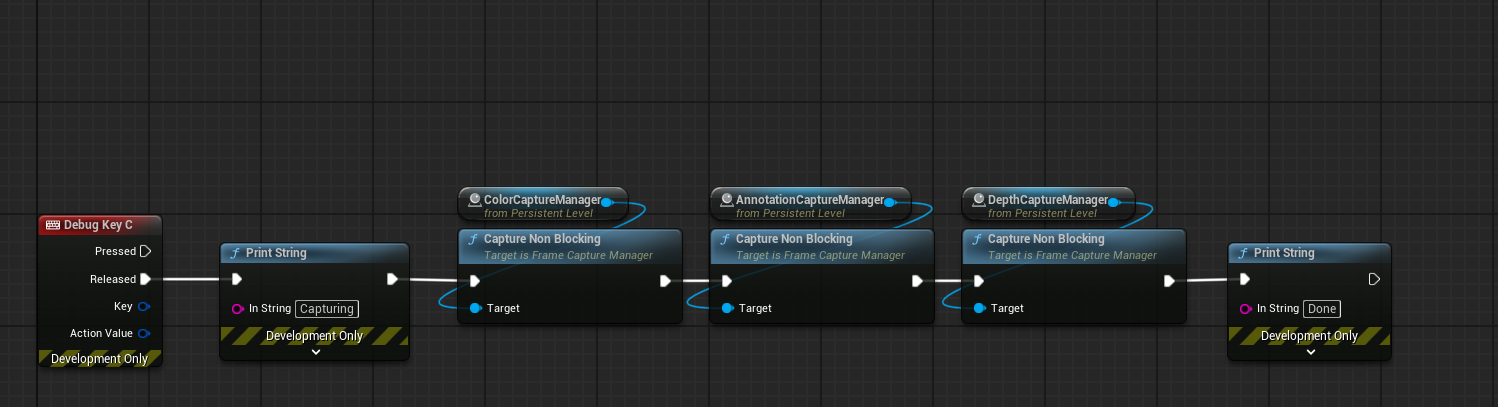 Debug Key C
Pressed
Released
Key
Action Value
Development Only
Print String
In String Capturing
Development Only
ColorCaptureManager
from Persistent Level
Capture Non Blocking
Target is Frame Capture Manager
Target
AnnotationCaptureManager
from Persistent Level
Capture Non Blocking
Target is Frame Capture Manager
Target
DepthCaptureManager
from Persistent Level
Capture Non Blocking
Target is Frame Capture Manager
Target
Print String
In String Done
Development Only